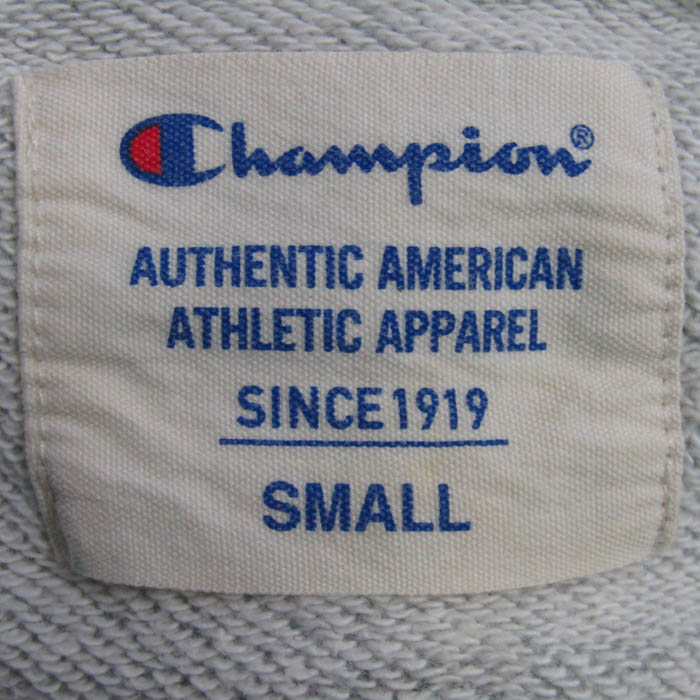 Champion®
AUTHENTIC AMERICAN
ATHLETIC APPAREL
SINCE 1919
SMALL